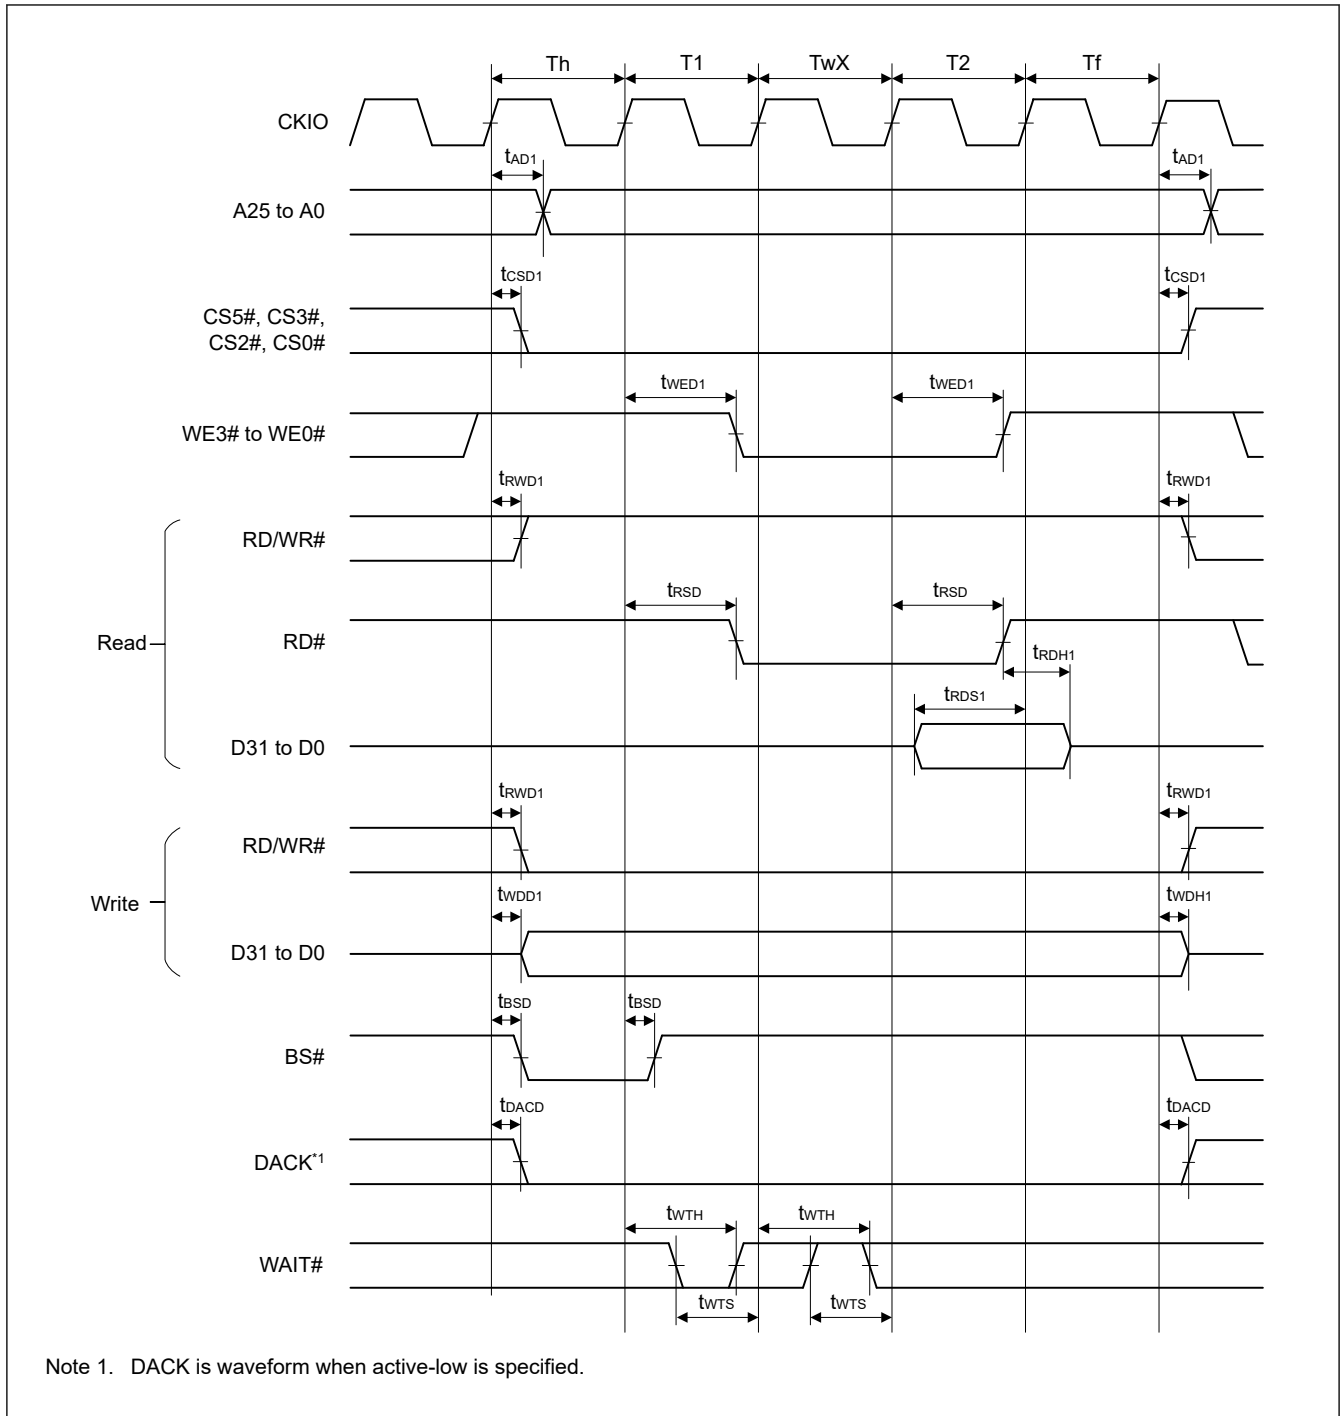 Th T1 TwX T2 Tf
CKIO
tAD1 tAD1
A25 to A0
tCSD1 tCSD1
CS5#, CS3#,
CS2#, CS0#
tWED1 tWED1
WE3# to WE0#
tRWD1 tRWD1
RD/WR#
tRSD tRSD
Read
RD#
tRDH1
tRDS1
D31 to D0
tRWD1 tRWD1
RD/WR#
Write
tWDD1 tWDH1
D31 to D0
tBSD tBSD
BS#
tDACD tDACD
DACK*1
tWTH tWTH
WAIT#
tWTS tWTS
Note 1. DACK is waveform when active-low is specified.